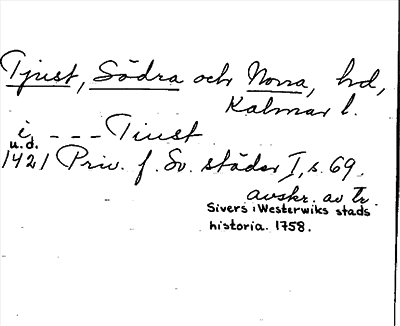 Tjust, Södra och Norra, hd,
Kalmar l.
i - - - Tiust
u.d.
1421 Priv. f. Sv. städer I, s. 69.
avskr. av Tr.
Sivers i Westerwiks stads
historia. 1758.